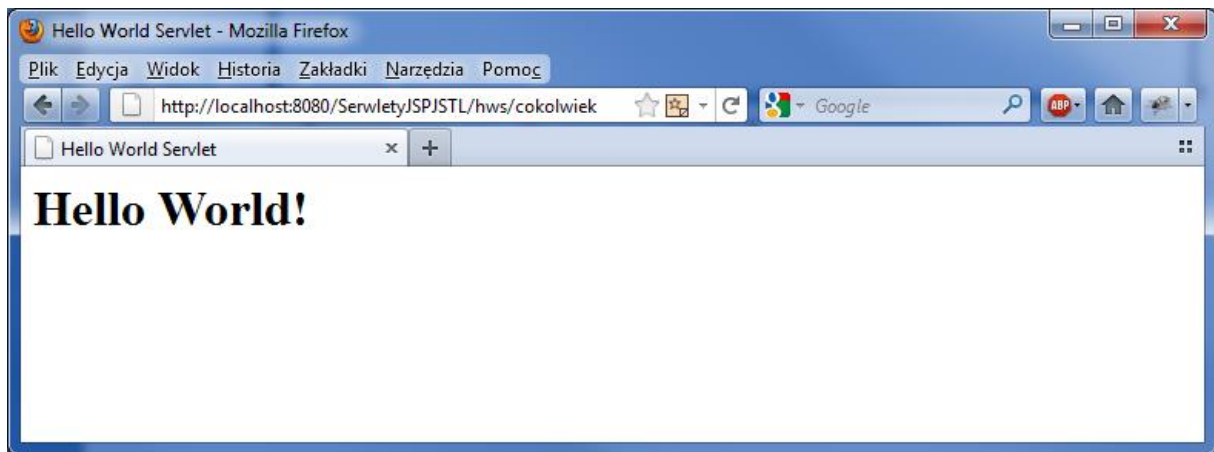 Hello World Servlet - Mozilla Firefox
Plik Edycja Widok Historia Zakładki Narzędzia Pomoc
http://localhost:8080/SerwletyJSPJSTL/hws/cokolwiek Google ABP
Hello World Servlet
Hello World!